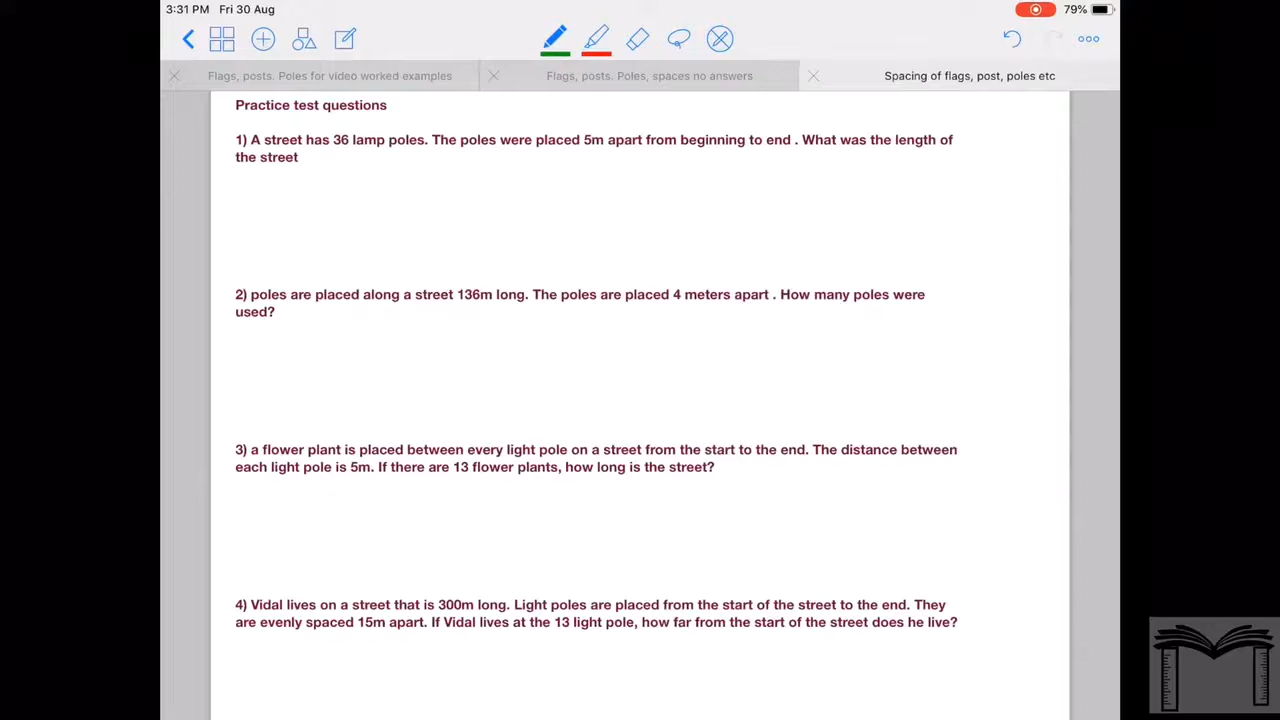 3:31 PM Fri 30 Aug
79%
Flags, posts. Poles for video worked examples
Flags, posts. Poles, spaces no answers
Spacing of flags, post, poles etc
Practice test questions
1) A street has 36 lamp poles. The poles were placed 5m apart from beginning to end . What was the length of
the street
2) poles are placed along a street 136m long. The poles are placed 4 meters apart . How many poles were
used?
3) a flower plant is placed between every light pole on a street from the start to the end. The distance between
each light pole is 5m. If there are 13 flower plants, how long is the street?
4) Vidal lives on a street that is 300m long. Light poles are placed from the start of the street to the end. They
are evenly spaced 15m apart. If Vidal lives at the 13 light pole, how far from the start of the street does he live?